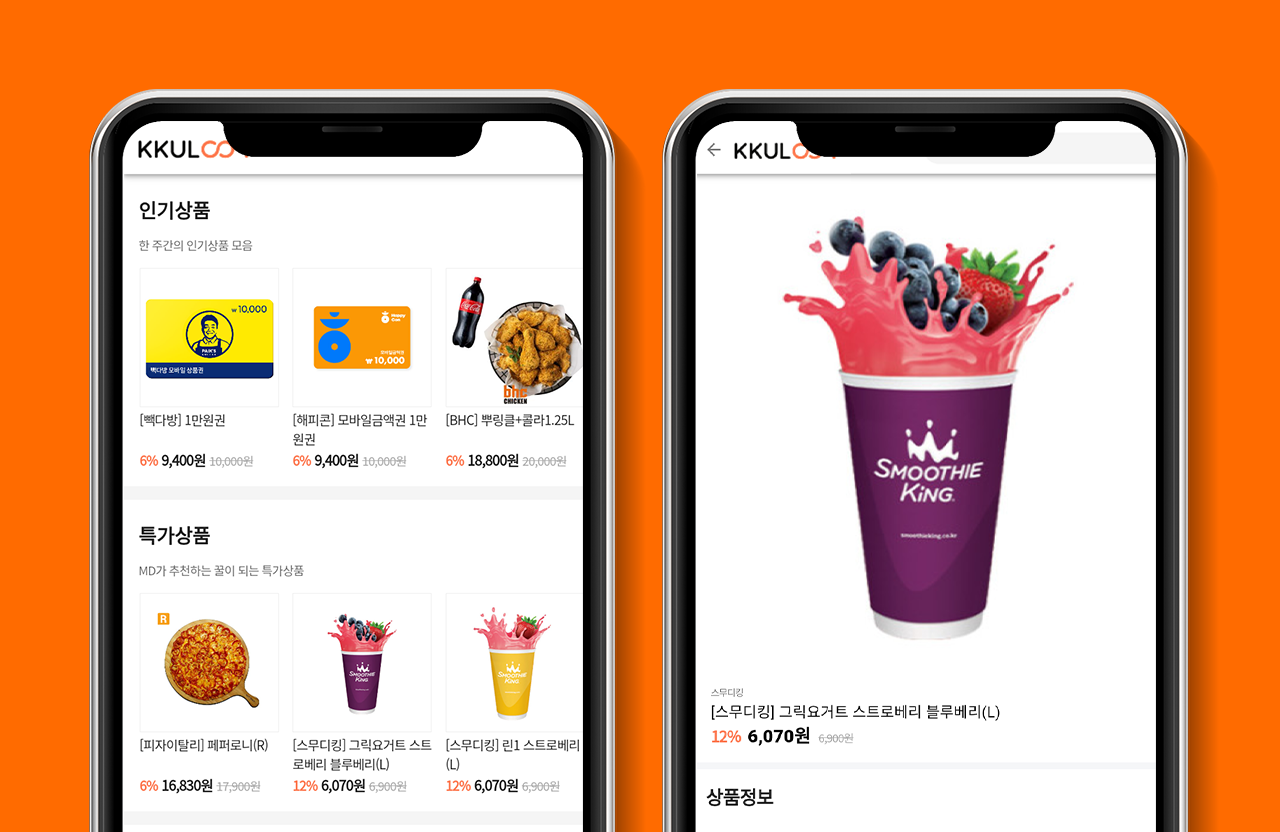 KKUL
인기상품
한 주간의 인기상품 모음
₩ 10,000
PAIK'S
COFFEE
빽다방 모바일 상품권
모바일금액권
₩ 10,000
Coca-Cola
bhc
CHICKEN
[빽다방] 1만원권
[해피콘] 모바일금액권 1만
원권
[BHC] 뿌링클+콜라1.25L
6% 9,400원 10,000원
6% 9,400원 10,000원
6% 18,800원 20,000원
특가상품
MD가 추천하는 꿀이 되는 특가상품
R
SMOOTHIE
KING
SMOOTHIE
KING
[피자이탈리] 페퍼로니(R)
[스무디킹] 그릭요거트 스트
로베리 블루베리(L)
[스무디킹] 린1 스트로베리
(L)
6% 16,830원 17,900원
12% 6,070원 6,900원
12% 6,070원 6,900원
KKUL
SMOOTHIE
KING
smoothieking.co.kr
스무디킹
[스무디킹] 그릭요거트 스트로베리 블루베리(L)
12% 6,070원 6,900원
상품정보